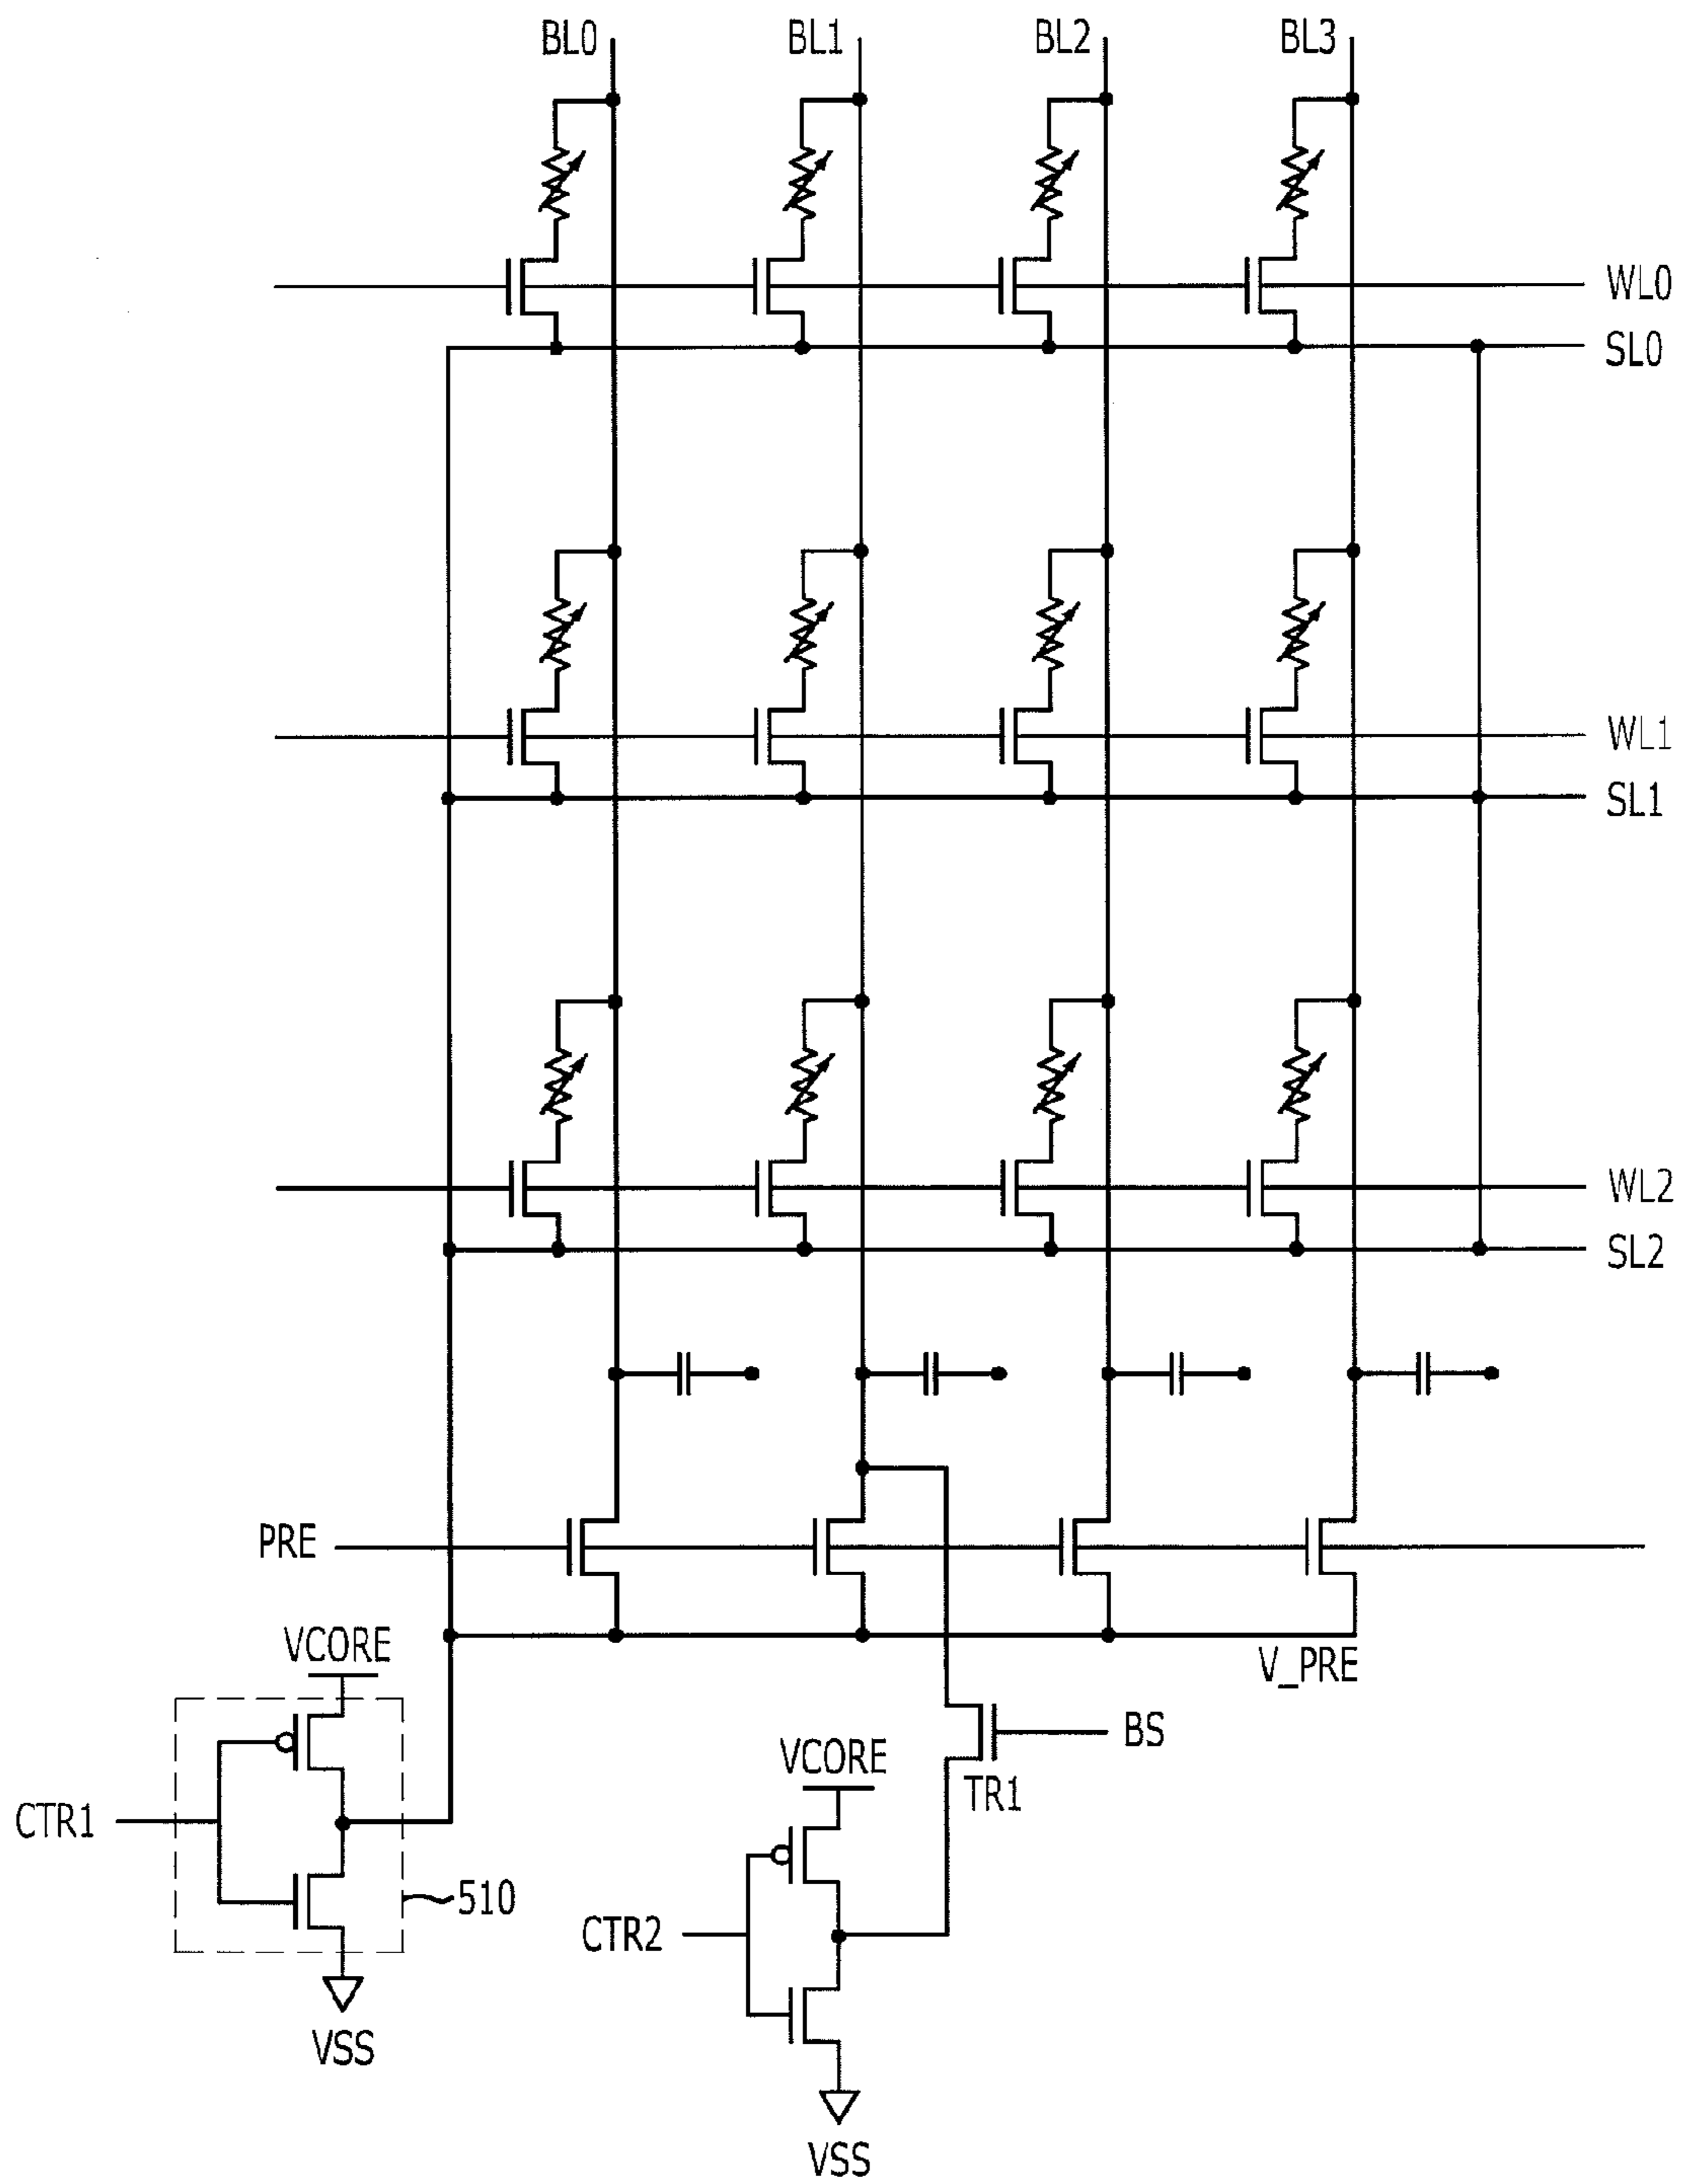 BL0 BL1 BL2 BL3
WL0
SL0
WL1
SL1
WL2
SL2
PRE
V_PRE
VCORE
BS
VCORE
TR1
CTR1
510
CTR2
VSS
VSS